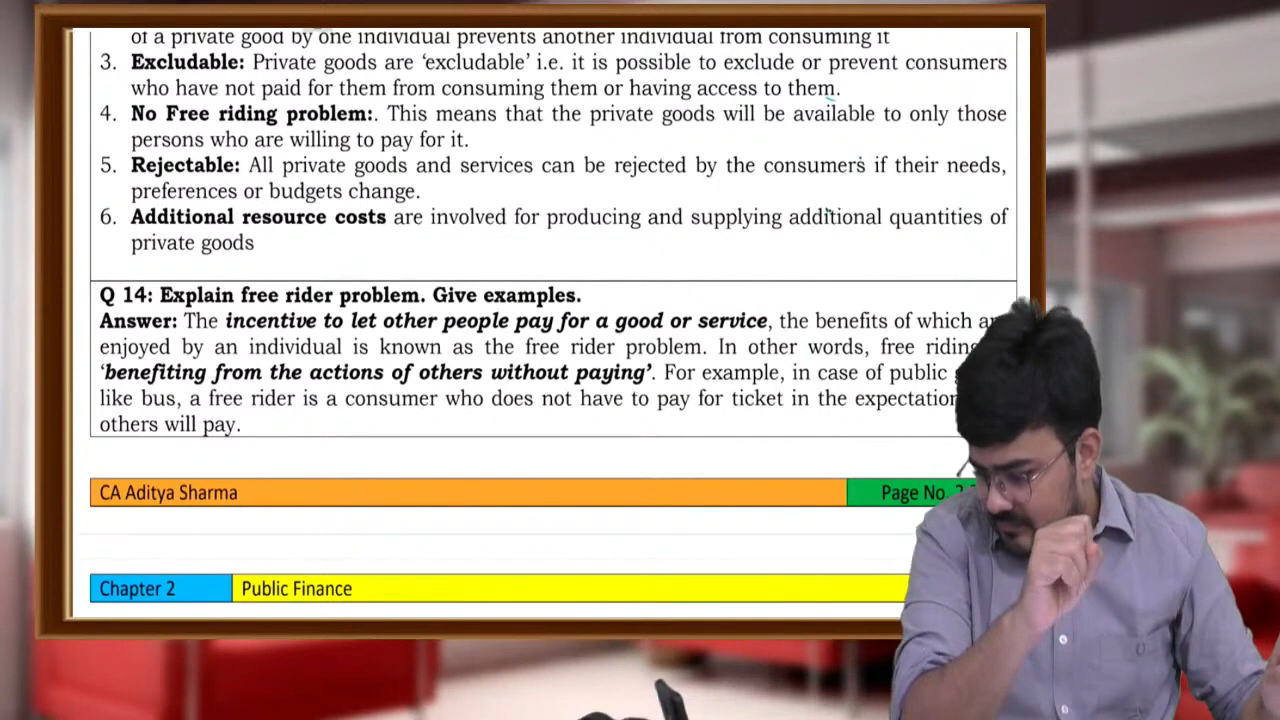 of a private good by one individual prevents another individual from consuming it
3. Excludable: Private goods are ‘excludable’ i.e. it is possible to exclude or prevent consumers
who have not paid for them from consuming them or having access to them.
4. No Free riding problem:. This means that the private goods will be available to only those
persons who are willing to pay for it.
5. Rejectable: All private goods and services can be rejected by the consumers if their needs,
preferences or budgets change.
6. Additional resource costs are involved for producing and supplying additional quantities of
private goods
Q 14: Explain free rider problem. Give examples.
Answer: The incentive to let other people pay for a good or service, the benefits of which
enjoyed by an individual is known as the free rider problem. In other words, free riding
‘benefiting from the actions of others without paying’. For example, in case of public
like bus, a free rider is a consumer who does not have to pay for ticket in the expectation
others will pay.
CA Aditya Sharma
Page No.
Chapter 2
Public Finance